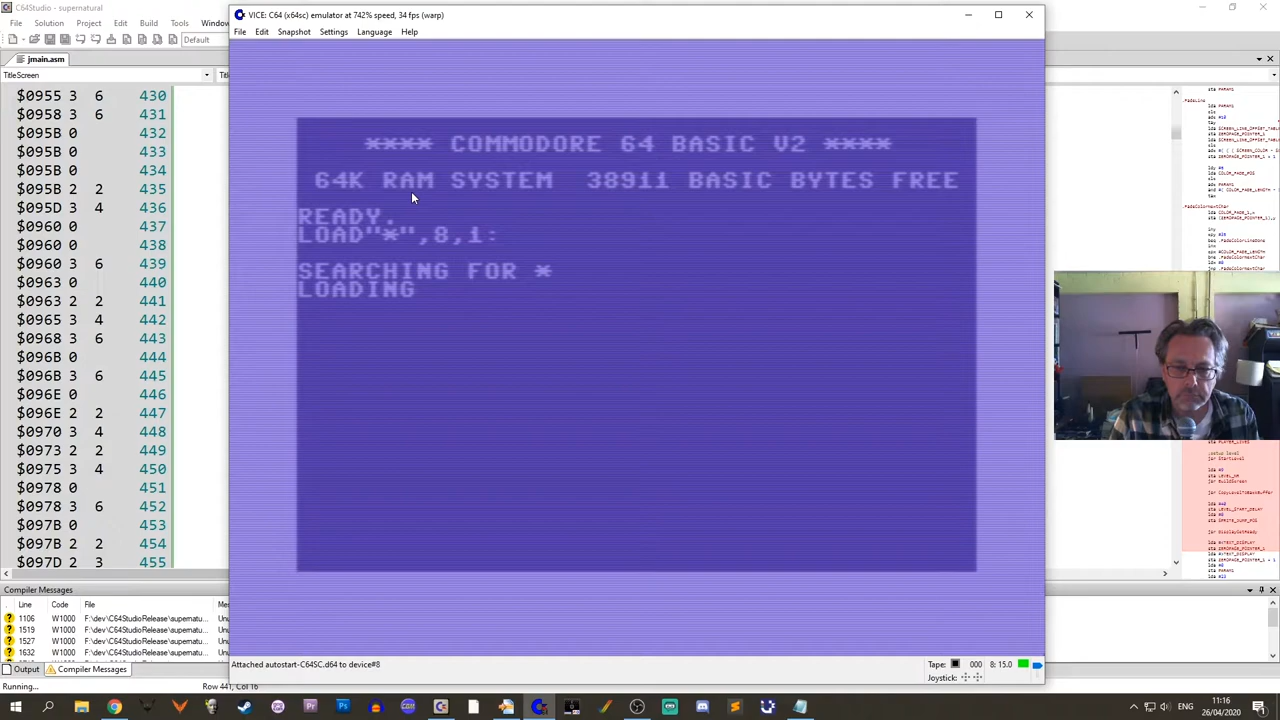 C64Studio - supernatural
File Solution Project Edit Build Debug Tools Window
Default
jmain.asm
TitleScreen
$0955 3 6 430
$0958 3 6 431
$095B 0 432
$095B 0 433
$095B 0 434
$095B 2 2 435
$095D 3 4 436
$0960 0 437
$0960 0 438
$0960 3 6 439
$0963 0 440
$0963 2 2 441
$0965 3 4 442
$0968 3 6 443
$096B 0 444
$096B 3 6 445
$096E 0 446
$096E 2 2 447
$0970 3 4 448
$0973 2 2 449
$0975 3 4 450
$0978 0 451
$0978 3 6 452
$097B 0 453
$097B 2 2 454
$097D 2 3 455
VICE: C64 (x64sc) emulator at 742% speed, 34 fps (warp)
File Edit Snapshot Settings Language Help
**** COMMODORE 64 BASIC V2 ****
64K RAM SYSTEM 38911 BASIC BYTES FREE
READY.
LOAD"*",8,1:
SEARCHING FOR *
LOADING
Attached autostart-C64SC.d64 to device#8
Tape: 000 8: 15.0
Joystick:
Compiler Messages
Line Code File
1106 W1000 F:\dev\C64StudioRelease\supernatu...
1519 W1000 F:\dev\C64StudioRelease\supernatu...
1527 W1000 F:\dev\C64StudioRelease\supernatu...
1632 W1000 F:\dev\C64StudioRelease\supernatu...
Output Compiler Messages
Running...
Row 441, Col 16
ENG
11:16
26/04/2020